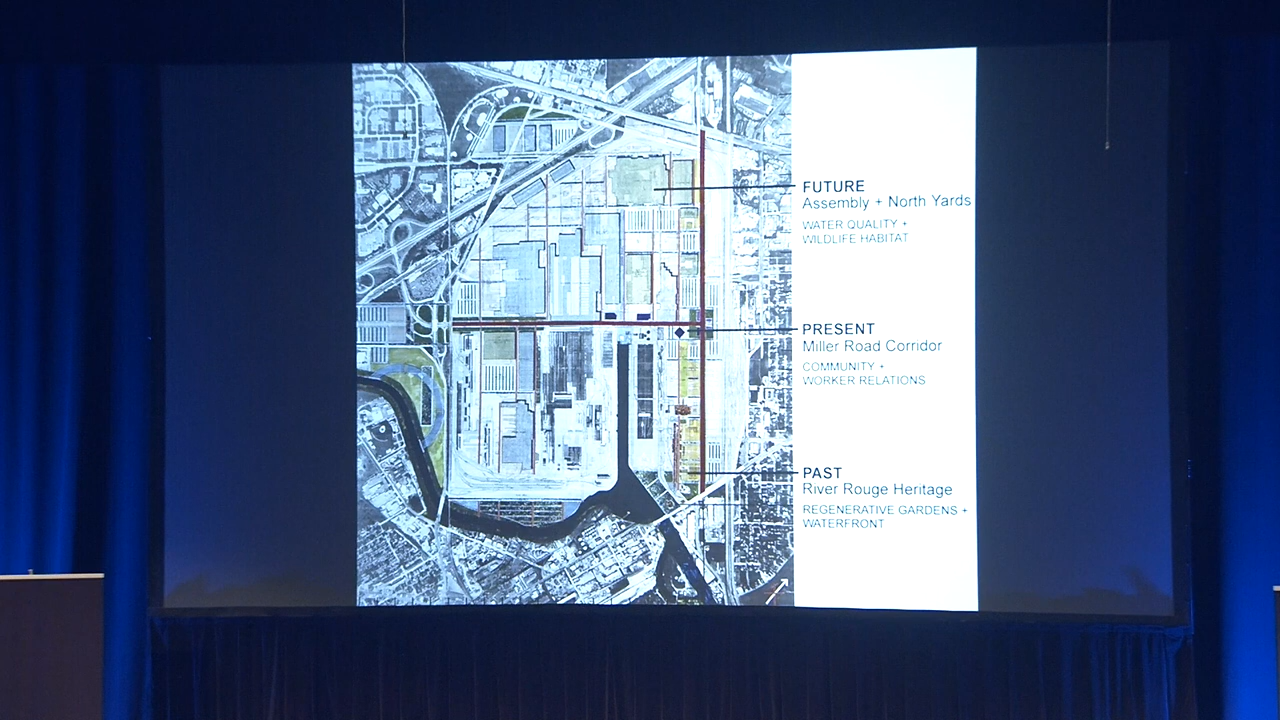 FUTURE
Assembly + North Yards
WATER QUALITY +
WILDLIFE HABITAT
PRESENT
Miller Road Corridor
COMMUNITY +
WORKER RELATIONS
PAST
River Rouge Heritage
REGENERATIVE GARDENS +
WATERFRONT